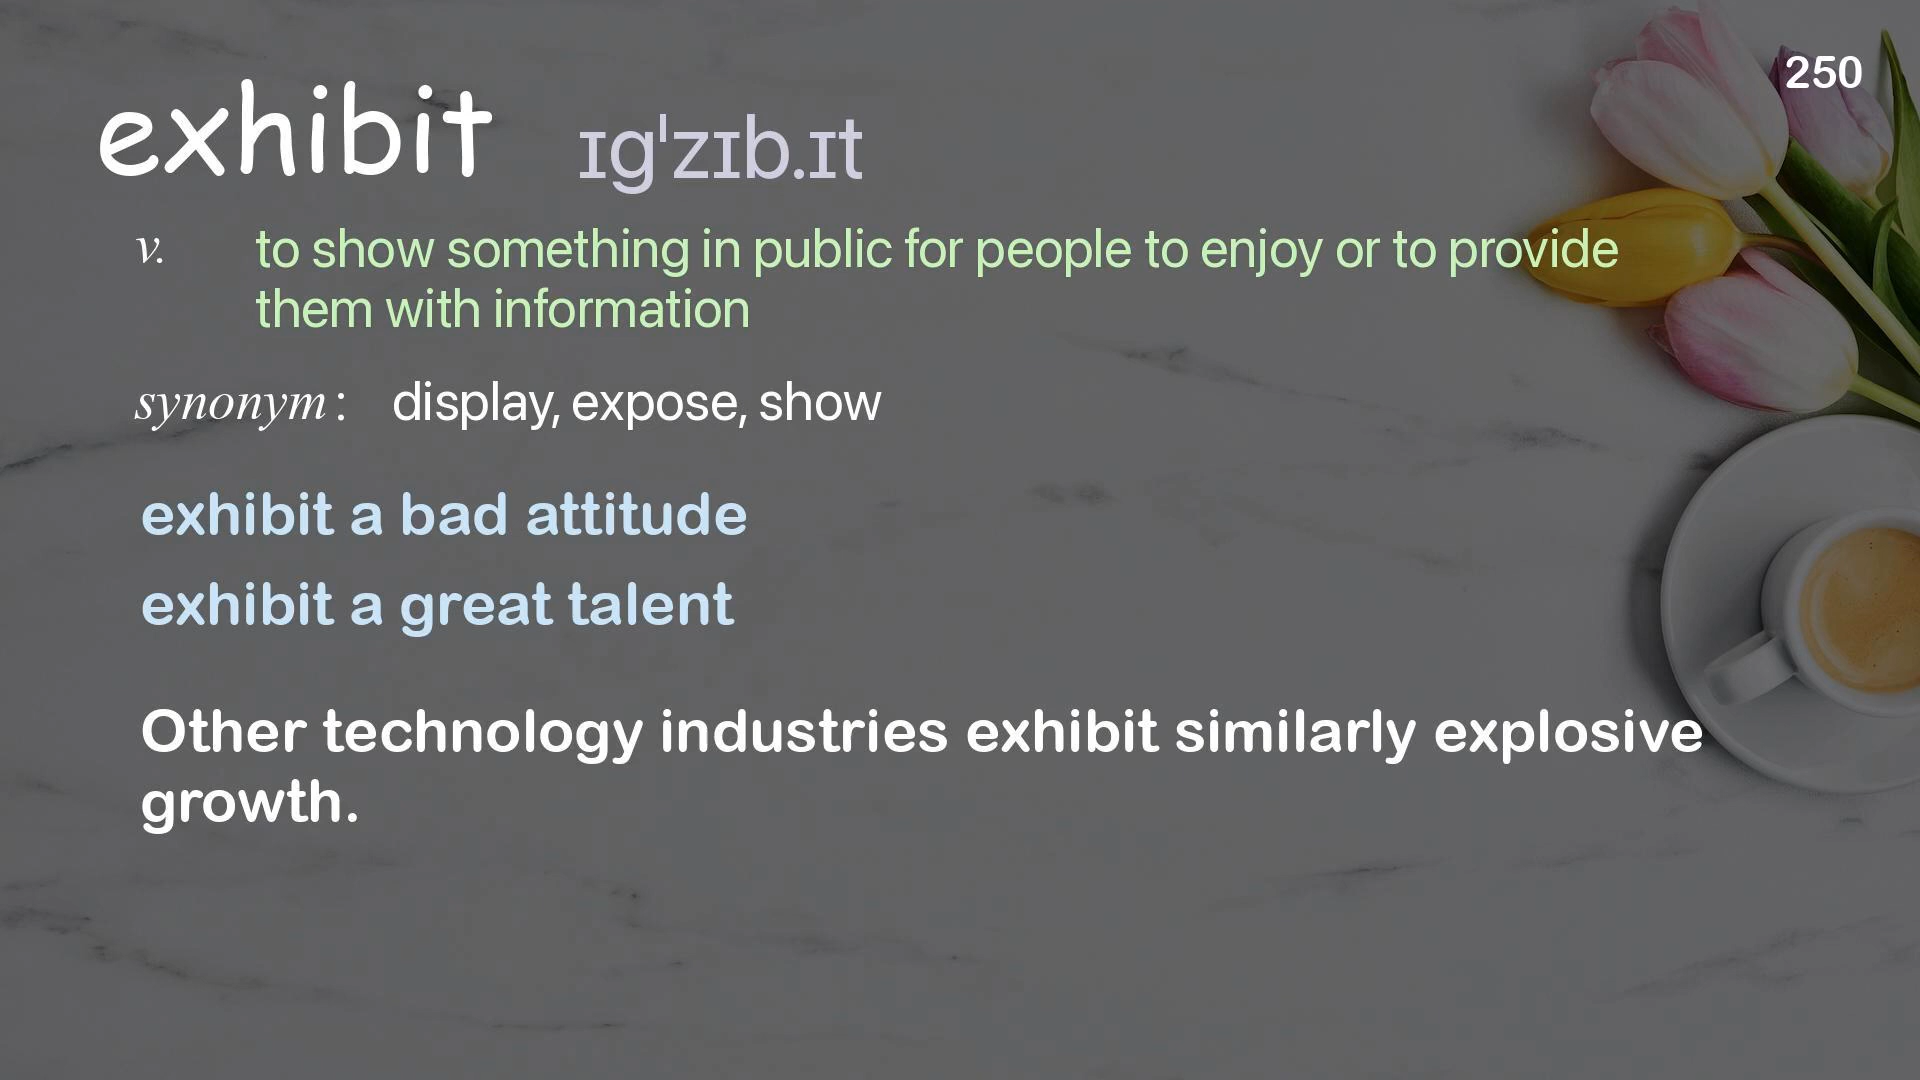 250
exhibit ɪɡˈzɪb.ɪt
v. to show something in public for people to enjoy or to provide
them with information
synonym: display, expose, show
exhibit a bad attitude
exhibit a great talent
Other technology industries exhibit similarly explosive
growth.